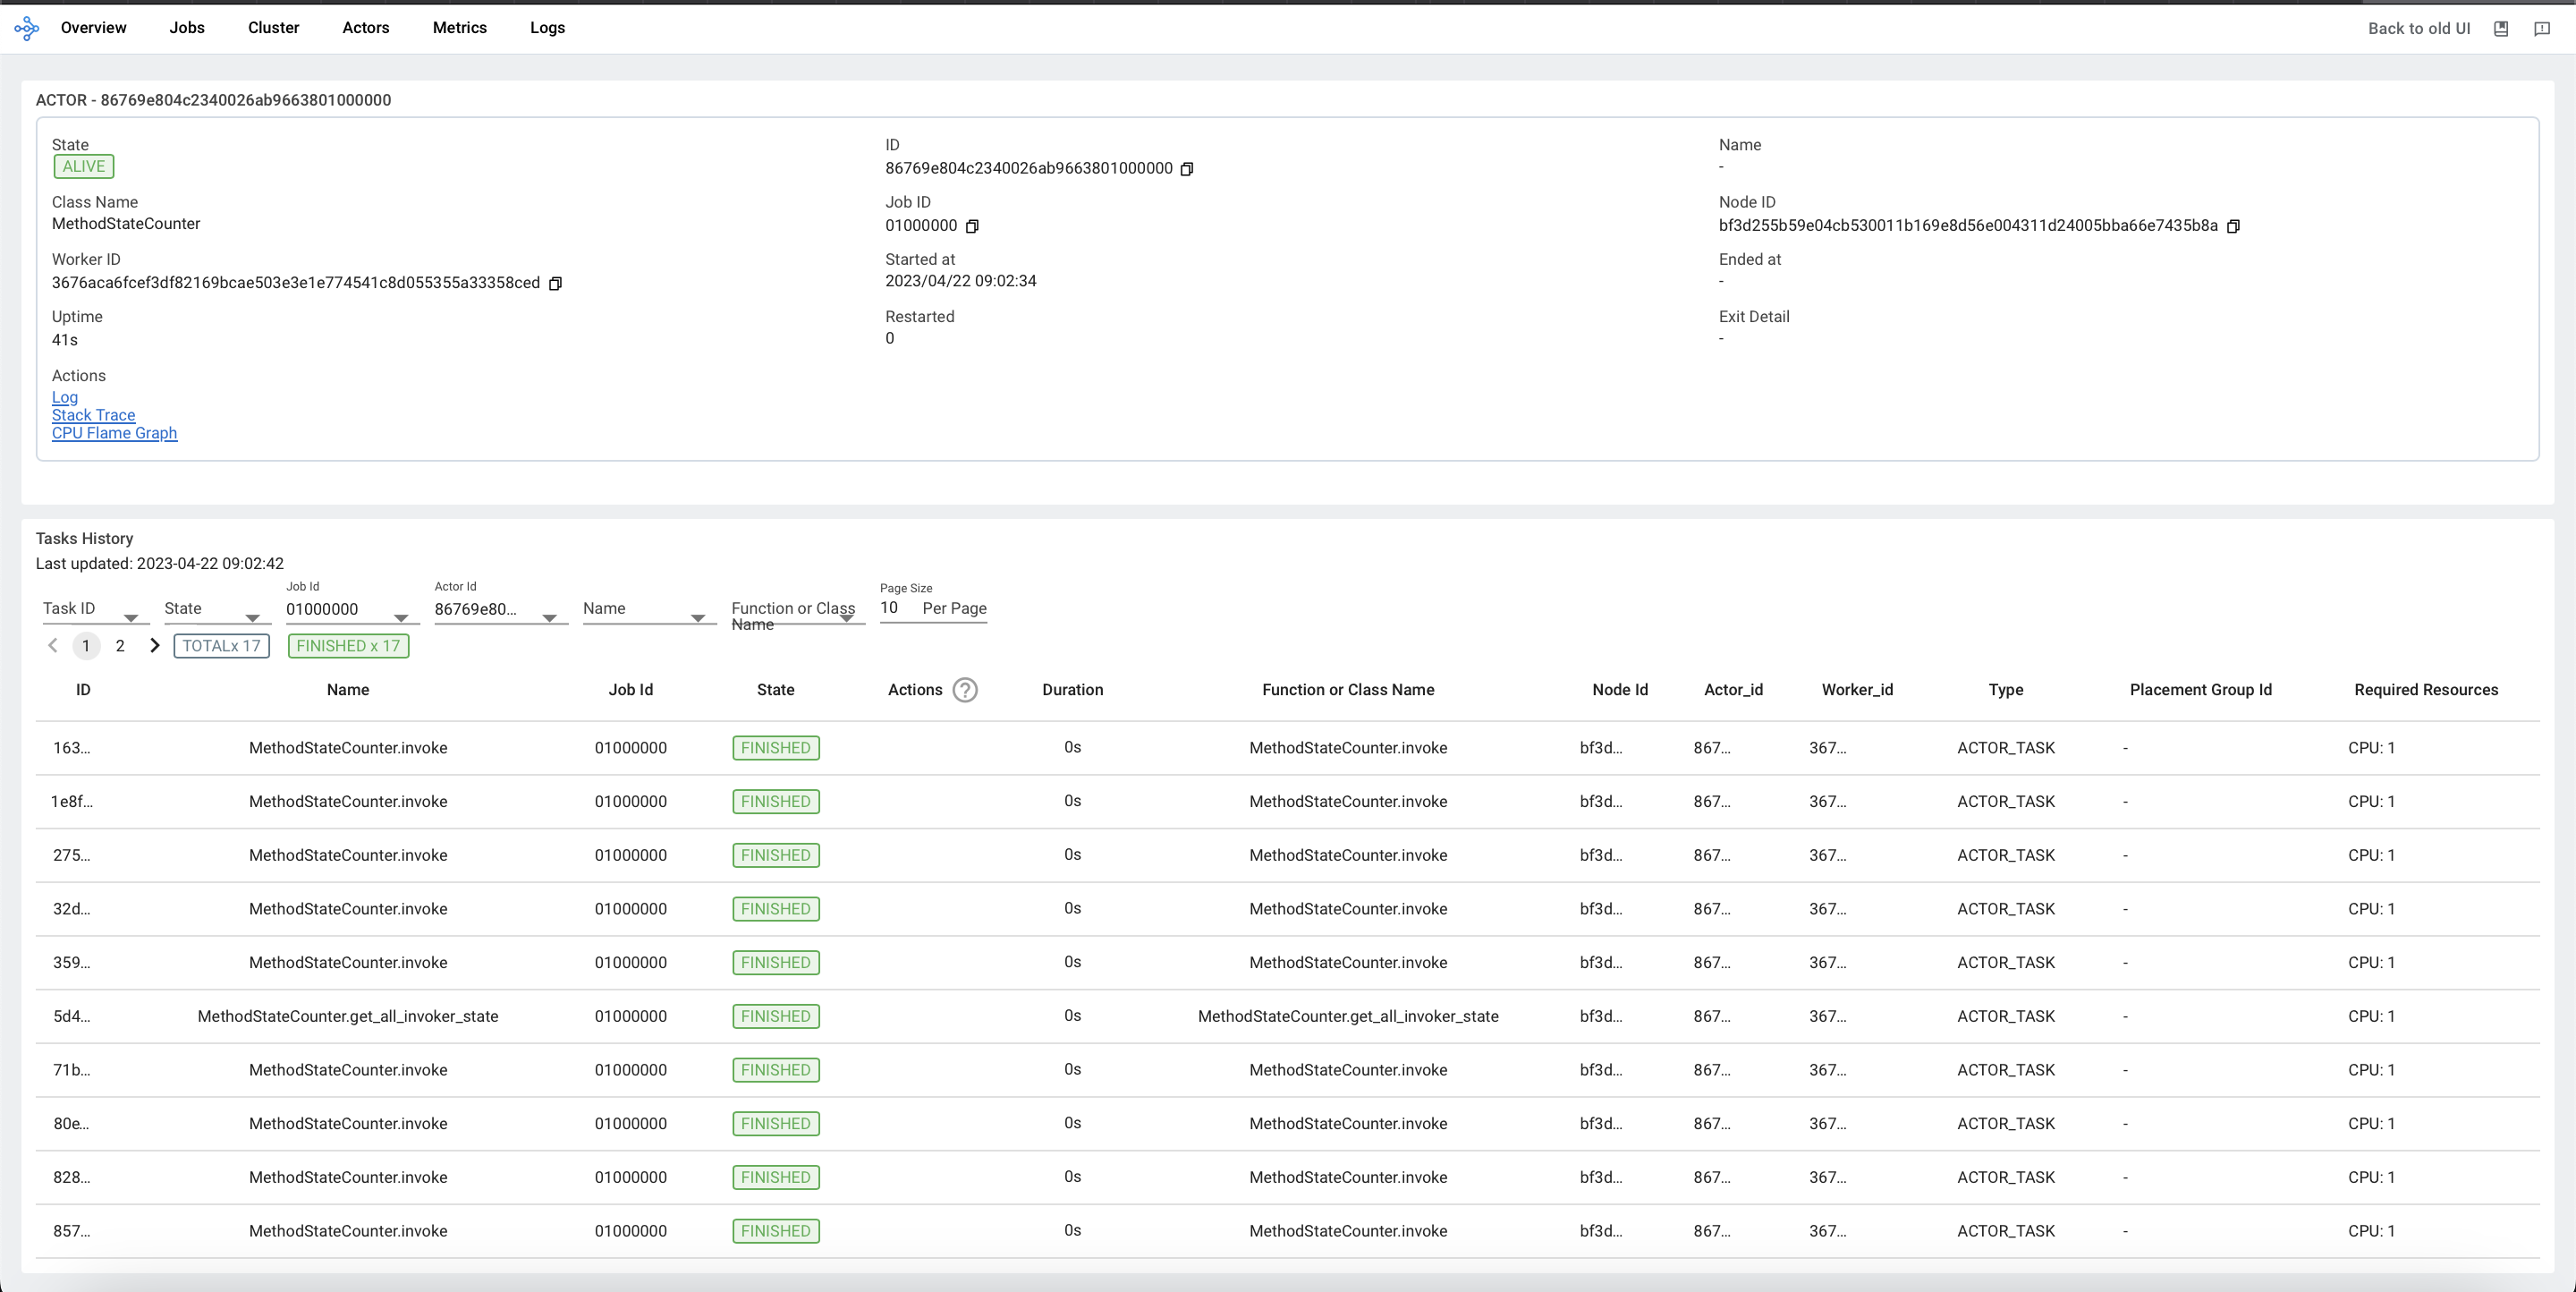 Overview Jobs Cluster Actors Metrics Logs Back to old UI
ACTOR - 86769e804c2340026ab9663801000000
State ID Name
ALIVE 86769e804c2340026ab9663801000000 -
Class Name Job ID Node ID
MethodStateCounter 01000000 bf3d255b59e04cb530011b169e8d56e004311d24005bba66e7435b8a
Worker ID Started at Ended at
3676aca6fcef3df82169bcae503e3e1e774541c8d055355a33358ced 2023/04/22 09:02:34 -
Uptime Restarted Exit Detail
41s 0 -
Actions
Log
Stack Trace
CPU Flame Graph
Tasks History
Last updated: 2023-04-22 09:02:42
Job Id Actor Id Page Size
Task ID State 01000000 86769e80... Name Function or Class Name 10 Per Page
1 2 TOTALx 17 FINISHED x 17
ID Name Job Id State Actions ? Duration Function or Class Name Node Id Actor_id Worker_id Type Placement Group Id Required Resources
163... MethodStateCounter.invoke 01000000 FINISHED 0s MethodStateCounter.invoke bf3d... 867... 367... ACTOR_TASK - CPU: 1
1e8f... MethodStateCounter.invoke 01000000 FINISHED 0s MethodStateCounter.invoke bf3d... 867... 367... ACTOR_TASK - CPU: 1
275... MethodStateCounter.invoke 01000000 FINISHED 0s MethodStateCounter.invoke bf3d... 867... 367... ACTOR_TASK - CPU: 1
32d... MethodStateCounter.invoke 01000000 FINISHED 0s MethodStateCounter.invoke bf3d... 867... 367... ACTOR_TASK - CPU: 1
359... MethodStateCounter.invoke 01000000 FINISHED 0s MethodStateCounter.invoke bf3d... 867... 367... ACTOR_TASK - CPU: 1
5d4... MethodStateCounter.get_all_invoker_state 01000000 FINISHED 0s MethodStateCounter.get_all_invoker_state bf3d... 867... 367... ACTOR_TASK - CPU: 1
71b... MethodStateCounter.invoke 01000000 FINISHED 0s MethodStateCounter.invoke bf3d... 867... 367... ACTOR_TASK - CPU: 1
80e... MethodStateCounter.invoke 01000000 FINISHED 0s MethodStateCounter.invoke bf3d... 867... 367... ACTOR_TASK - CPU: 1
828... MethodStateCounter.invoke 01000000 FINISHED 0s MethodStateCounter.invoke bf3d... 867... 367... ACTOR_TASK - CPU: 1
857... MethodStateCounter.invoke 01000000 FINISHED 0s MethodStateCounter.invoke bf3d... 867... 367... ACTOR_TASK - CPU: 1